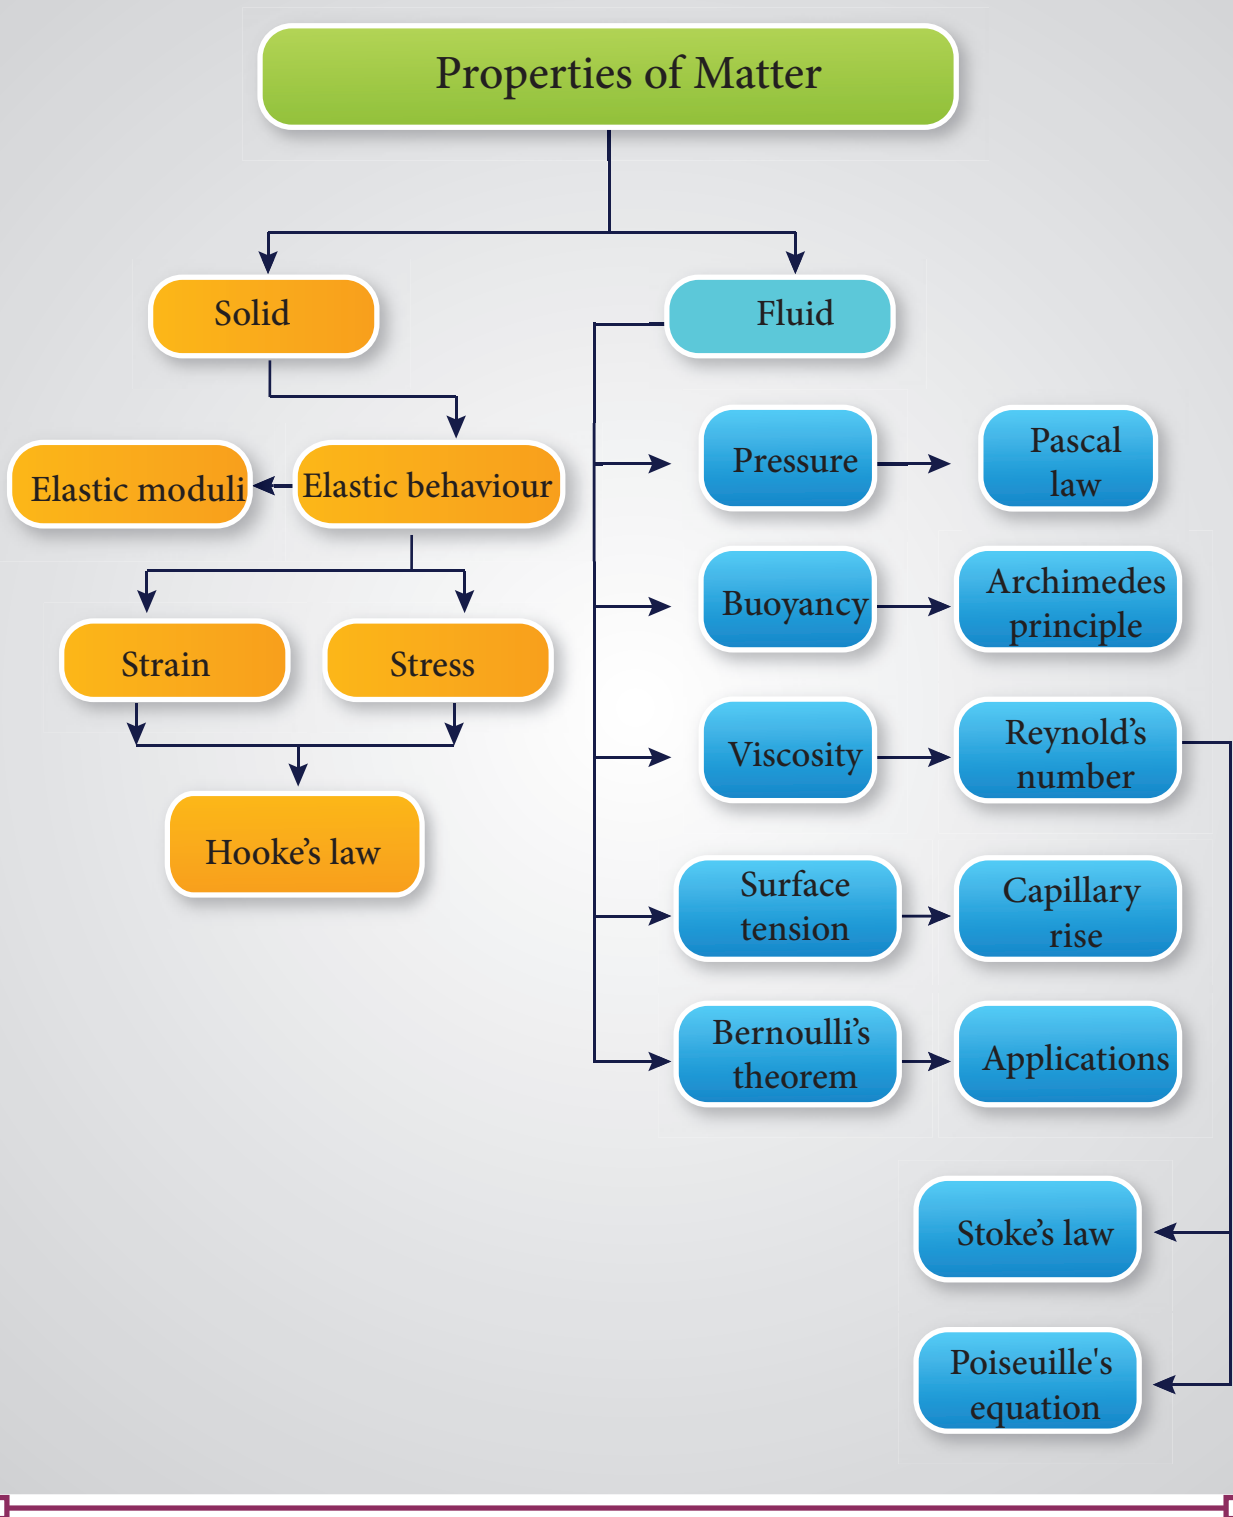 Properties of Matter
Solid
Fluid
Elastic moduli
Elastic behaviour
Strain
Stress
Hooke’s law
Pressure
Pascal
law
Buoyancy
Archimedes
principle
Viscosity
Reynold’s
number
Surface
tension
Capillary
rise
Bernoulli’s
theorem
Applications
Stoke’s law
Poiseuille's
equation